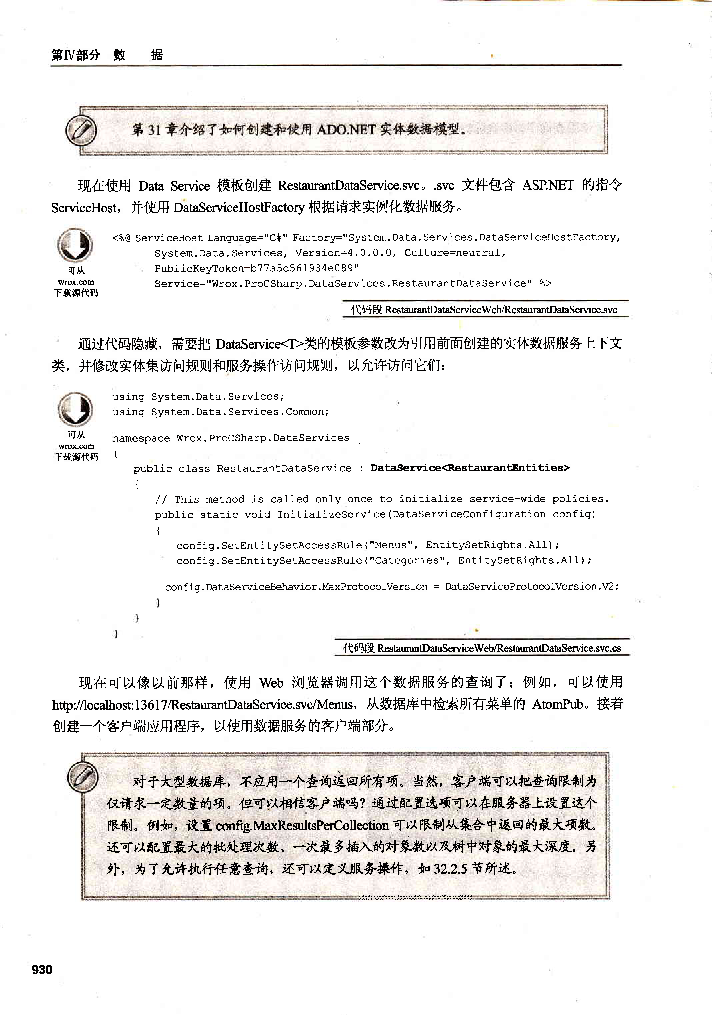 第Ⅳ部分 数 据
第 31 章介绍了如何创建和使用 ADO.NET 实体数据模型。
现在使用 Data Service 模板创建 RestaurantDataService.svc。.svc 文件包含 ASP.NET 的指令
ServiceHost，并使用 DataServiceHostFactory 根据请求实例化数据服务。
<%@ ServiceHost Language="C#" Factory="System.Data.Services.DataServiceHostFactory,
System.Data.Services, Version=4.0.0.0, Culture=neutral,
PublicKeyToken=b77a5c561934e089"
Service="Wrox.ProCSharp.DataServices.RestaurantDataService" %>
可从
wrox.com
下载源代码
代码段 RestaurantDataServiceWeb/RestaurantDataService.svc
通过代码隐藏，需要把 DataService<T>类的模板参数改为引用前面创建的实体数据服务上下文
类，并修改实体集访问规则和服务操作访问规则，以允许访问它们：
using System.Data.Services;
using System.Data.Services.Common;
可从
wrox.com
下载源代码
namespace Wrox.ProCSharp.DataServices
{
public class RestaurantDataService : DataService<RestaurantEntities>
{
// This method is called only once to initialize service-wide policies.
public static void InitializeService(DataServiceConfiguration config)
{
config.SetEntitySetAccessRule("Menus", EntitySetRights.All);
config.SetEntitySetAccessRule("Categories", EntitySetRights.All);
config.DataServiceBehavior.MaxProtocolVersion = DataServiceProtocolVersion.V2;
}
}
}
代码段 RestaurantDataServiceWeb/RestaurantDataService.svc.cs
现在可以像以前那样，使用 Web 浏览器调用这个数据服务的查询了；例如，可以使用
http://localhost:13617/RestaurantDataService.svc/Menus，从数据库中检索所有菜单的 AtomPub。接着
创建一个客户端应用程序，以使用数据服务的客户端部分。
对于大型数据库，不应用一个查询返回所有项。当然，客户端可以把查询限制为
仅请求一定数量的项。但可以相信客户端吗？通过配置选项可以在服务器上设置这个
限制。例如，设置 config.MaxResultsPerCollection 可以限制从集合中返回的最大项数。
还可以配置最大的批处理次数、一次最多插入的对象数以及树中对象的最大深度。另
外，为了允许执行任意查询，还可以定义服务操作，如 32.2.5 节所述。
930